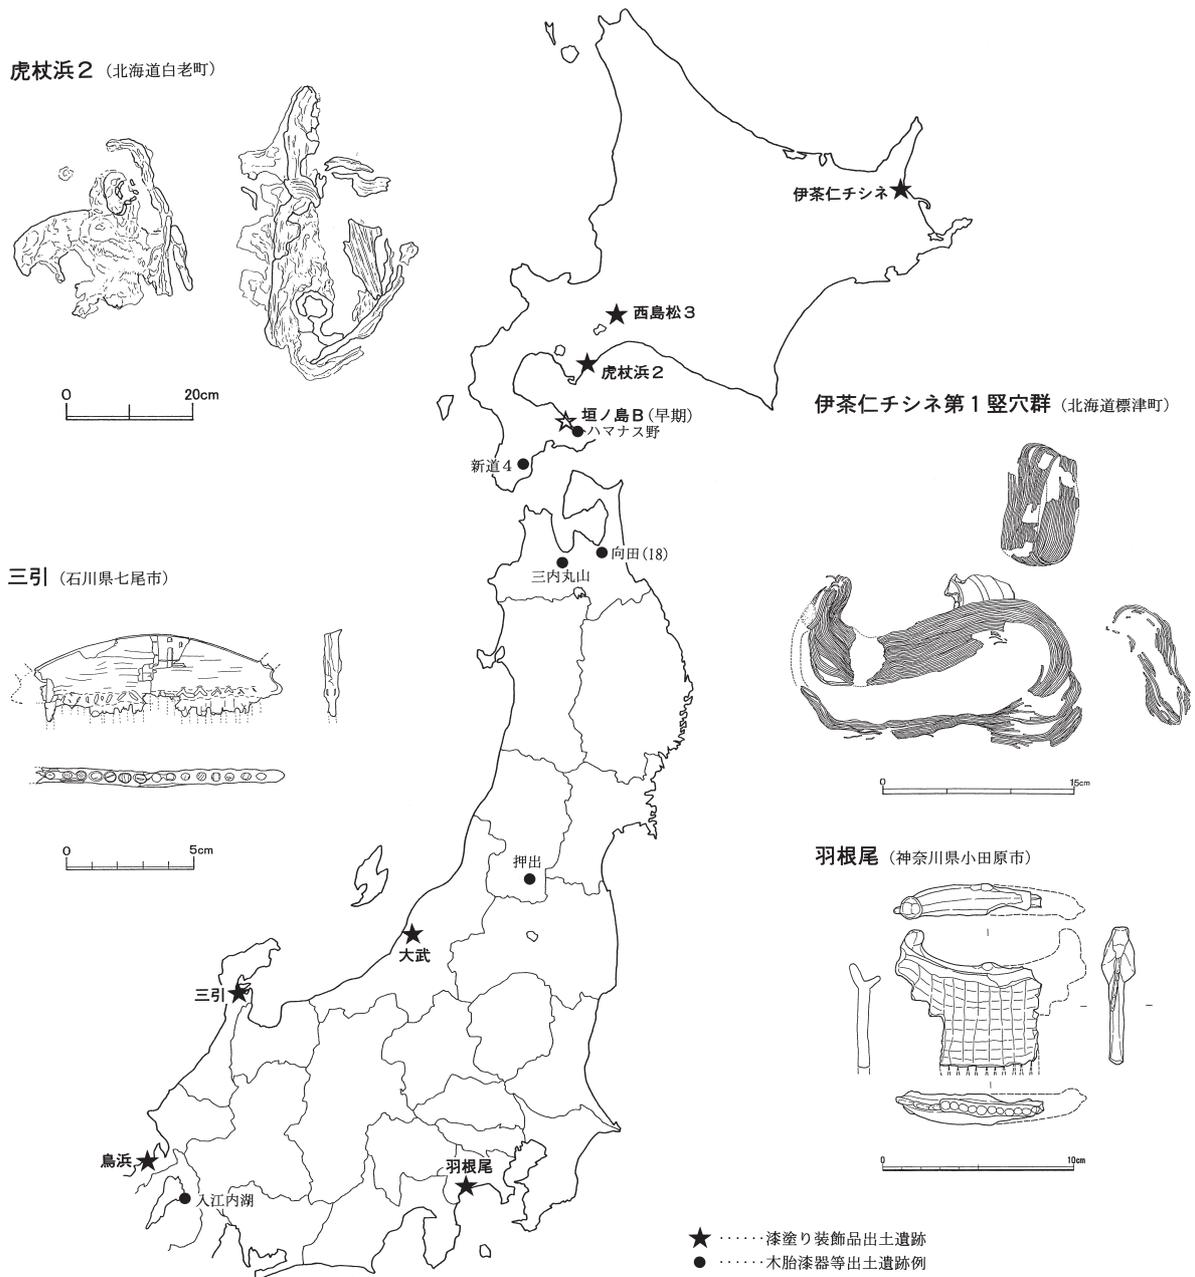 虎杖浜2（北海道白老町）
0 20cm
伊茶仁チシネ
西島松3
虎杖浜2
垣ノ島B（早期）
ハマナス野
新道4
伊茶仁チシネ第1竪穴群（北海道標津町）
0 15cm
三引（石川県七尾市）
0 5cm
向田(18)
三内丸山
押出
大武
三引
鳥浜
入江内湖
羽根尾
羽根尾（神奈川県小田原市）
0 10cm
★ ······漆塗り装飾品出土遺跡
● ······木胎漆器等出土遺跡例